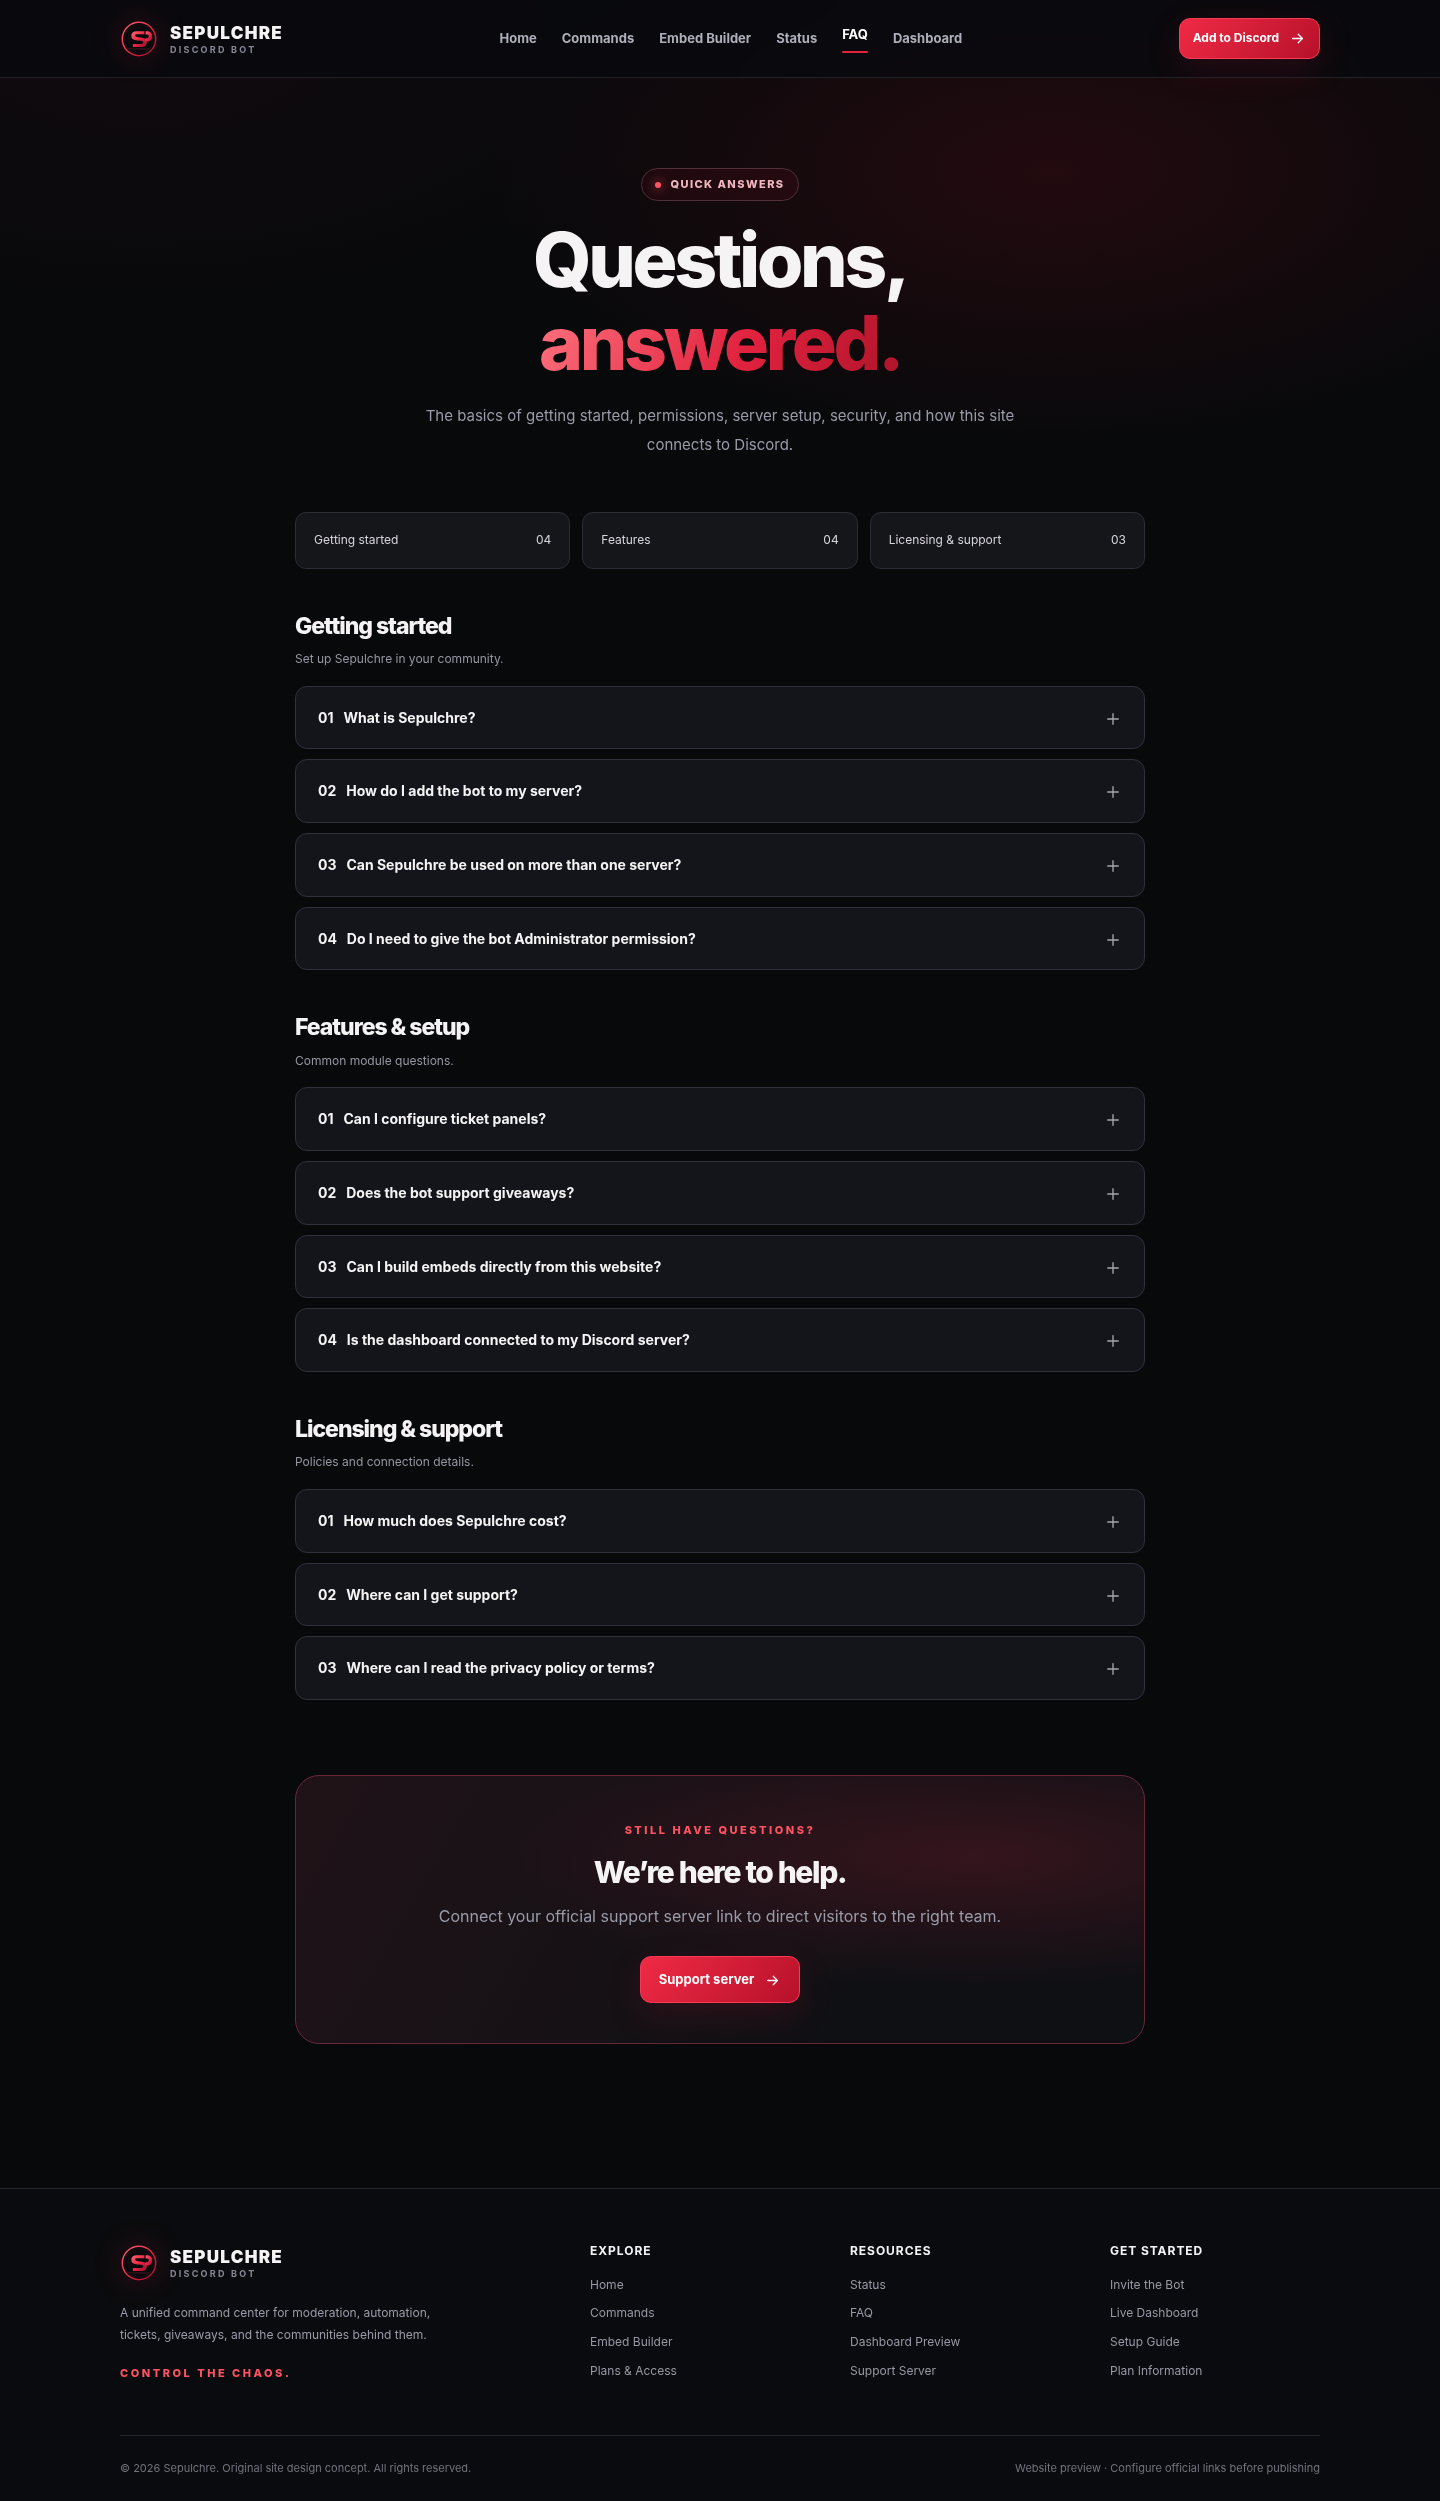 SEPULCHRE
DISCORD BOT
Home
Commands
Embed Builder
Status
FAQ
Dashboard
Add to Discord
QUICK ANSWERS
Questions,
answered.
The basics of getting started, permissions, server setup, security, and how this site
connects to Discord.
Getting started 04
Features 04
Licensing & support 03
Getting started
Set up Sepulchre in your community.
01 What is Sepulchre?
02 How do I add the bot to my server?
03 Can Sepulchre be used on more than one server?
04 Do I need to give the bot Administrator permission?
Features & setup
Common module questions.
01 Can I configure ticket panels?
02 Does the bot support giveaways?
03 Can I build embeds directly from this website?
04 Is the dashboard connected to my Discord server?
Licensing & support
Policies and connection details.
01 How much does Sepulchre cost?
02 Where can I get support?
03 Where can I read the privacy policy or terms?
STILL HAVE QUESTIONS?
We’re here to help.
Connect your official support server link to direct visitors to the right team.
Support server
SEPULCHRE
DISCORD BOT
A unified command center for moderation, automation,
tickets, giveaways, and the communities behind them.
CONTROL THE CHAOS.
EXPLORE
Home
Commands
Embed Builder
Plans & Access
RESOURCES
Status
FAQ
Dashboard Preview
Support Server
GET STARTED
Invite the Bot
Live Dashboard
Setup Guide
Plan Information
© 2026 Sepulchre. Original site design concept. All rights reserved.
Website preview · Configure official links before publishing